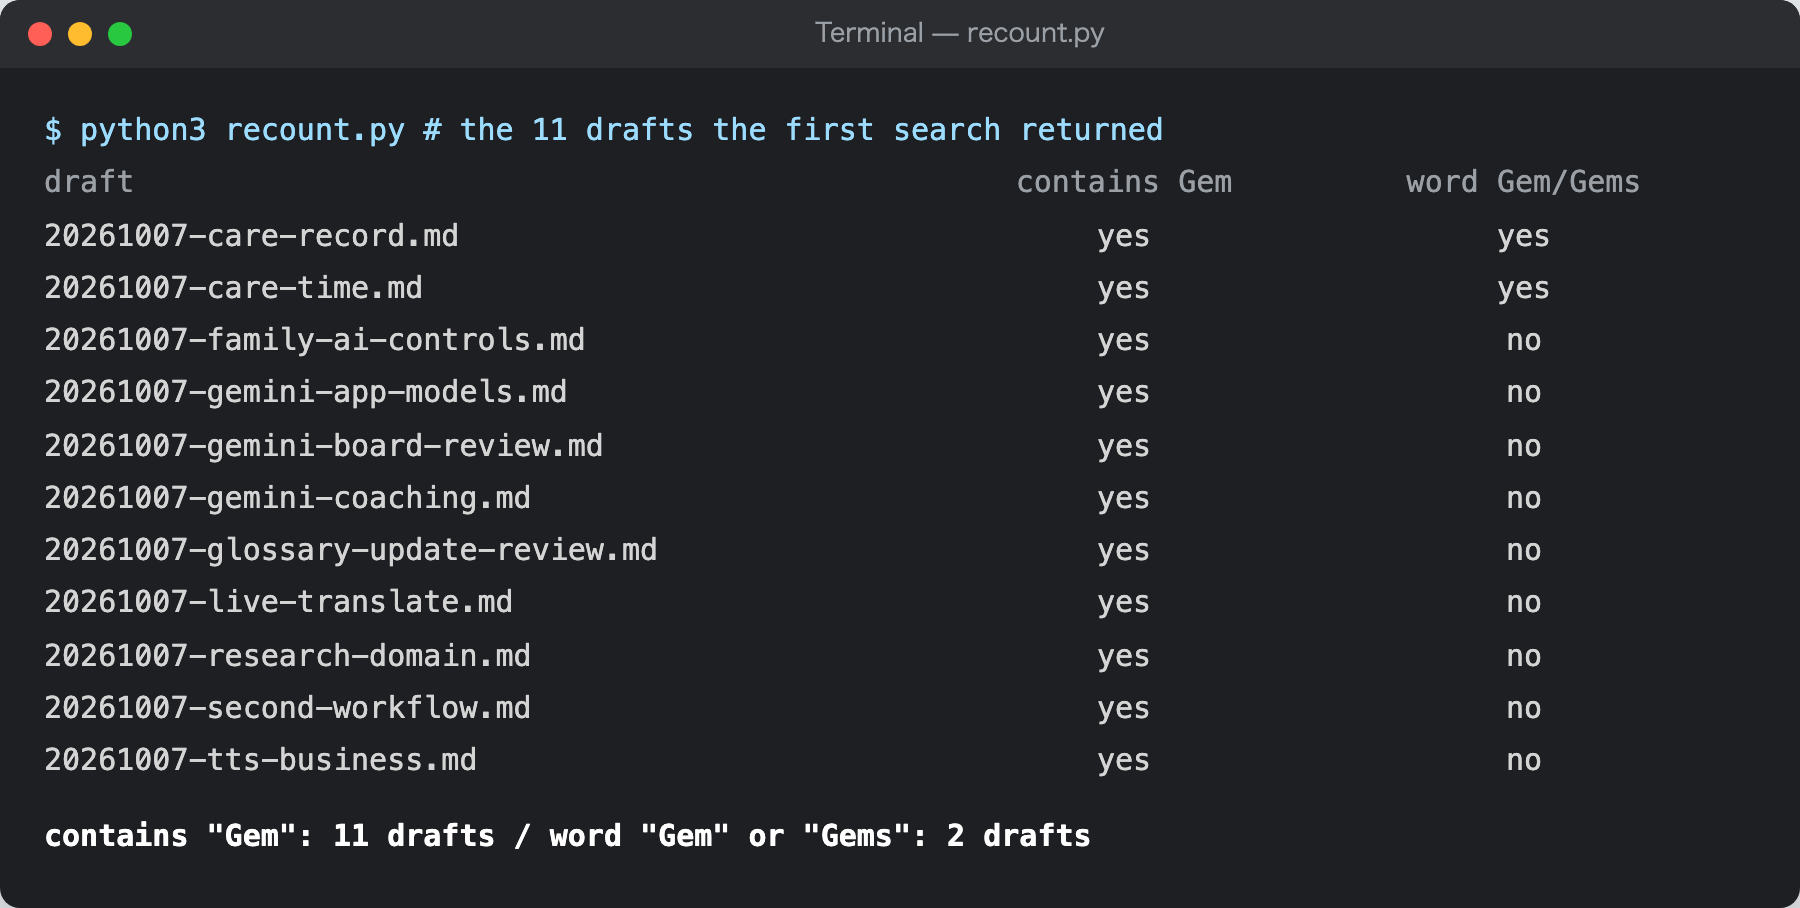 Terminal — recount.py
$ python3 recount.py # the 11 drafts the first search returned
draft contains Gem word Gem/Gems
20261007-care-record.md yes yes
20261007-care-time.md yes yes
20261007-family-ai-controls.md yes no
20261007-gemini-app-models.md yes no
20261007-gemini-board-review.md yes no
20261007-gemini-coaching.md yes no
20261007-glossary-update-review.md yes no
20261007-live-translate.md yes no
20261007-research-domain.md yes no
20261007-second-workflow.md yes no
20261007-tts-business.md yes no
contains "Gem": 11 drafts / word "Gem" or "Gems": 2 drafts